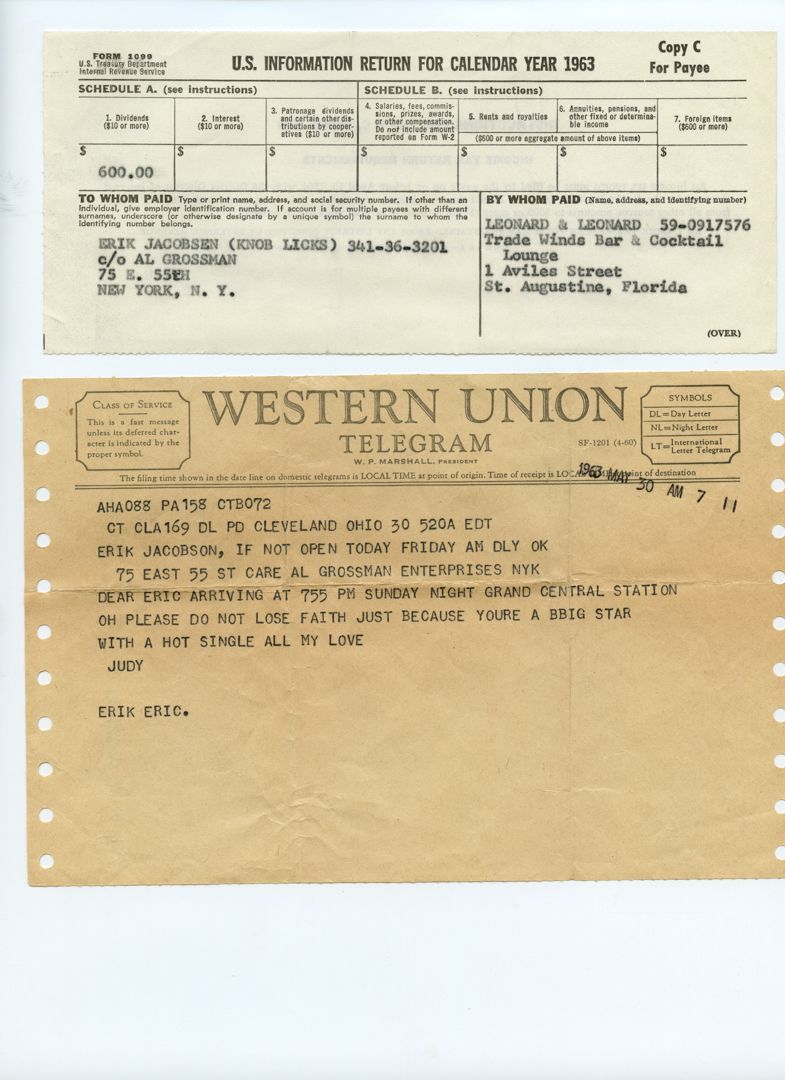 FORM 1099
U.S. Treasury Department
Internal Revenue Service
U.S. INFORMATION RETURN FOR CALENDAR YEAR 1963
Copy C
For Payee
SCHEDULE A. (see instructions)
SCHEDULE B. (see instructions)
1. Dividends
($10 or more)
2. Interest
($10 or more)
3. Patronage dividends
and certain other dis-
tributions by cooper-
atives ($10 or more)
4. Salaries, fees, commis-
sions, prizes, awards,
or other compensation.
Do not include amount
reported on Form W-2
5. Rents and royalties
6. Annuities, pensions, and
other fixed or determina-
ble income
($600 or more aggregate amount of above items)
7. Foreign items
($600 or more)
$ $ $ $ $ $ $
600.00
TO WHOM PAID Type or print name, address, and social security number. If other than an
individual, give employer identification number. If account is for multiple payees with different
surnames, underscore (or otherwise designate by a unique symbol) the surname to whom the
identifying number belongs.
ERIK JACOBSEN (KNOB LICKS) 341-36-3201
c/o AL GROSSMAN
75 E. 55tH
NEW YORK, N. Y.
BY WHOM PAID (Name, address, and identifying number)
LEONARD & LEONARD 59-0917576
Trade Winds Bar & Cocktail
Lounge
1 Aviles Street
St. Augustine, Florida
(OVER)
CLASS OF SERVICE
This is a fast message
unless its deferred char-
acter is indicated by the
proper symbol.
WESTERN UNION
TELEGRAM
W. P. MARSHALL, PRESIDENT
SF-1201 (4-60)
SYMBOLS
DL=Day Letter
NL=Night Letter
LT=International
Letter Telegram
The filing time shown in the date line on domestic telegrams is LOCAL TIME at point of origin. Time of receipt is LOCAL TIME at point of destination
1963 MAY 30 AM 7 11
AHA088 PA158 CTB072
CT CLA169 DL PD CLEVELAND OHIO 30 520A EDT
ERIK JACOBSON, IF NOT OPEN TODAY FRIDAY AM DLY OK
75 EAST 55 ST CARE AL GROSSMAN ENTERPRISES NYK
DEAR ERIC ARRIVING AT 755 PM SUNDAY NIGHT GRAND CENTRAL STATION
OH PLEASE DO NOT LOSE FAITH JUST BECAUSE YOURE A BBIG STAR
WITH A HOT SINGLE ALL MY LOVE
JUDY
ERIK ERIC.